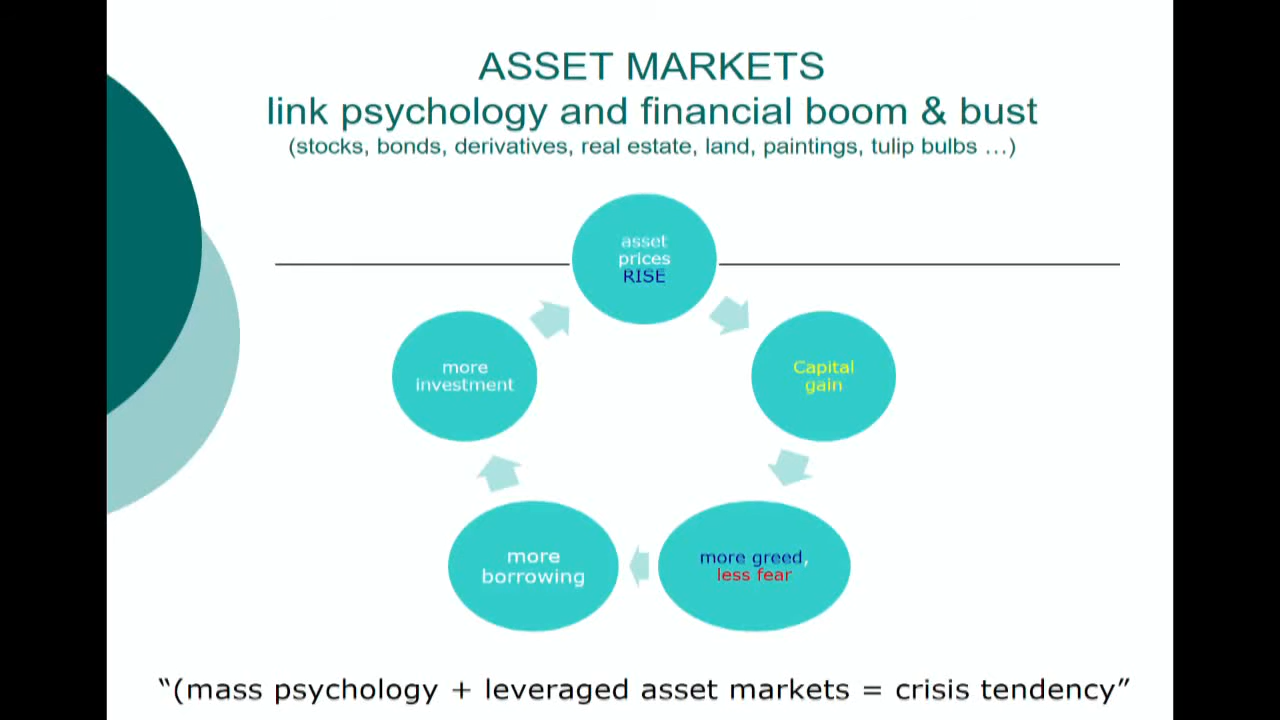 ASSET MARKETS
link psychology and financial boom & bust
(stocks, bonds, derivatives, real estate, land, paintings, tulip bulbs ...)
asset
prices
RISE
Capital
gain
more greed,
less fear
more
borrowing
more
investment
“(mass psychology + leveraged asset markets = crisis tendency”